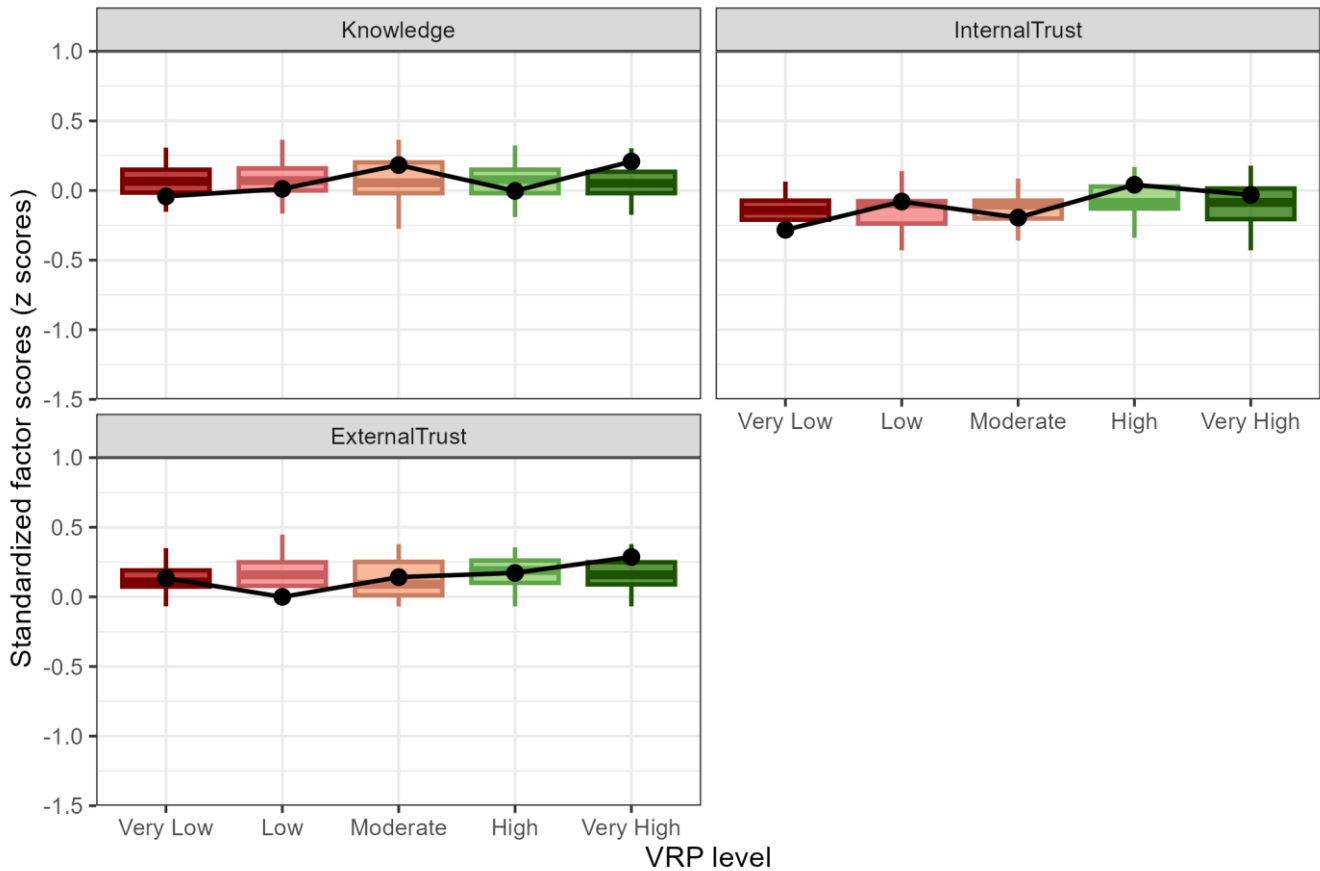 Knowledge
InternalTrust
1.0
0.5
0.0
-0.5
-1.0
-1.5
Very Low Low Moderate High Very High
ExternalTrust
1.0
0.5
0.0
-0.5
-1.0
-1.5
Very Low Low Moderate High Very High
Standardized factor scores (z scores)
VRP level